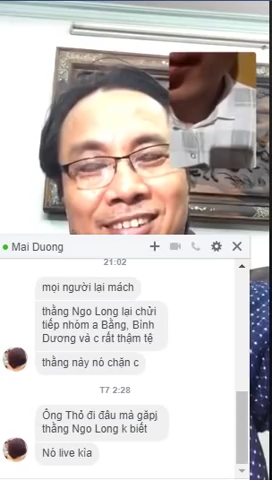 Mai Duong
21:02
mọi người lại mách
thằng Ngo Long lại chửi
tiếp nhóm a Bằng, Bình
Dương và c rất thậm tệ
thằng này nó chặn c
T7 2:28
Ông Thỏ đi đâu má gặpj
thằng Ngo Long k biết
Nó live kìa